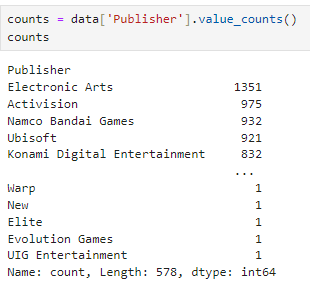 counts = data['Publisher'].value_counts()
counts
Publisher
Electronic Arts 1351
Activision 975
Namco Bandai Games 932
Ubisoft 921
Konami Digital Entertainment 832
...
Warp 1
New 1
Elite 1
Evolution Games 1
UIG Entertainment 1
Name: count, Length: 578, dtype: int64